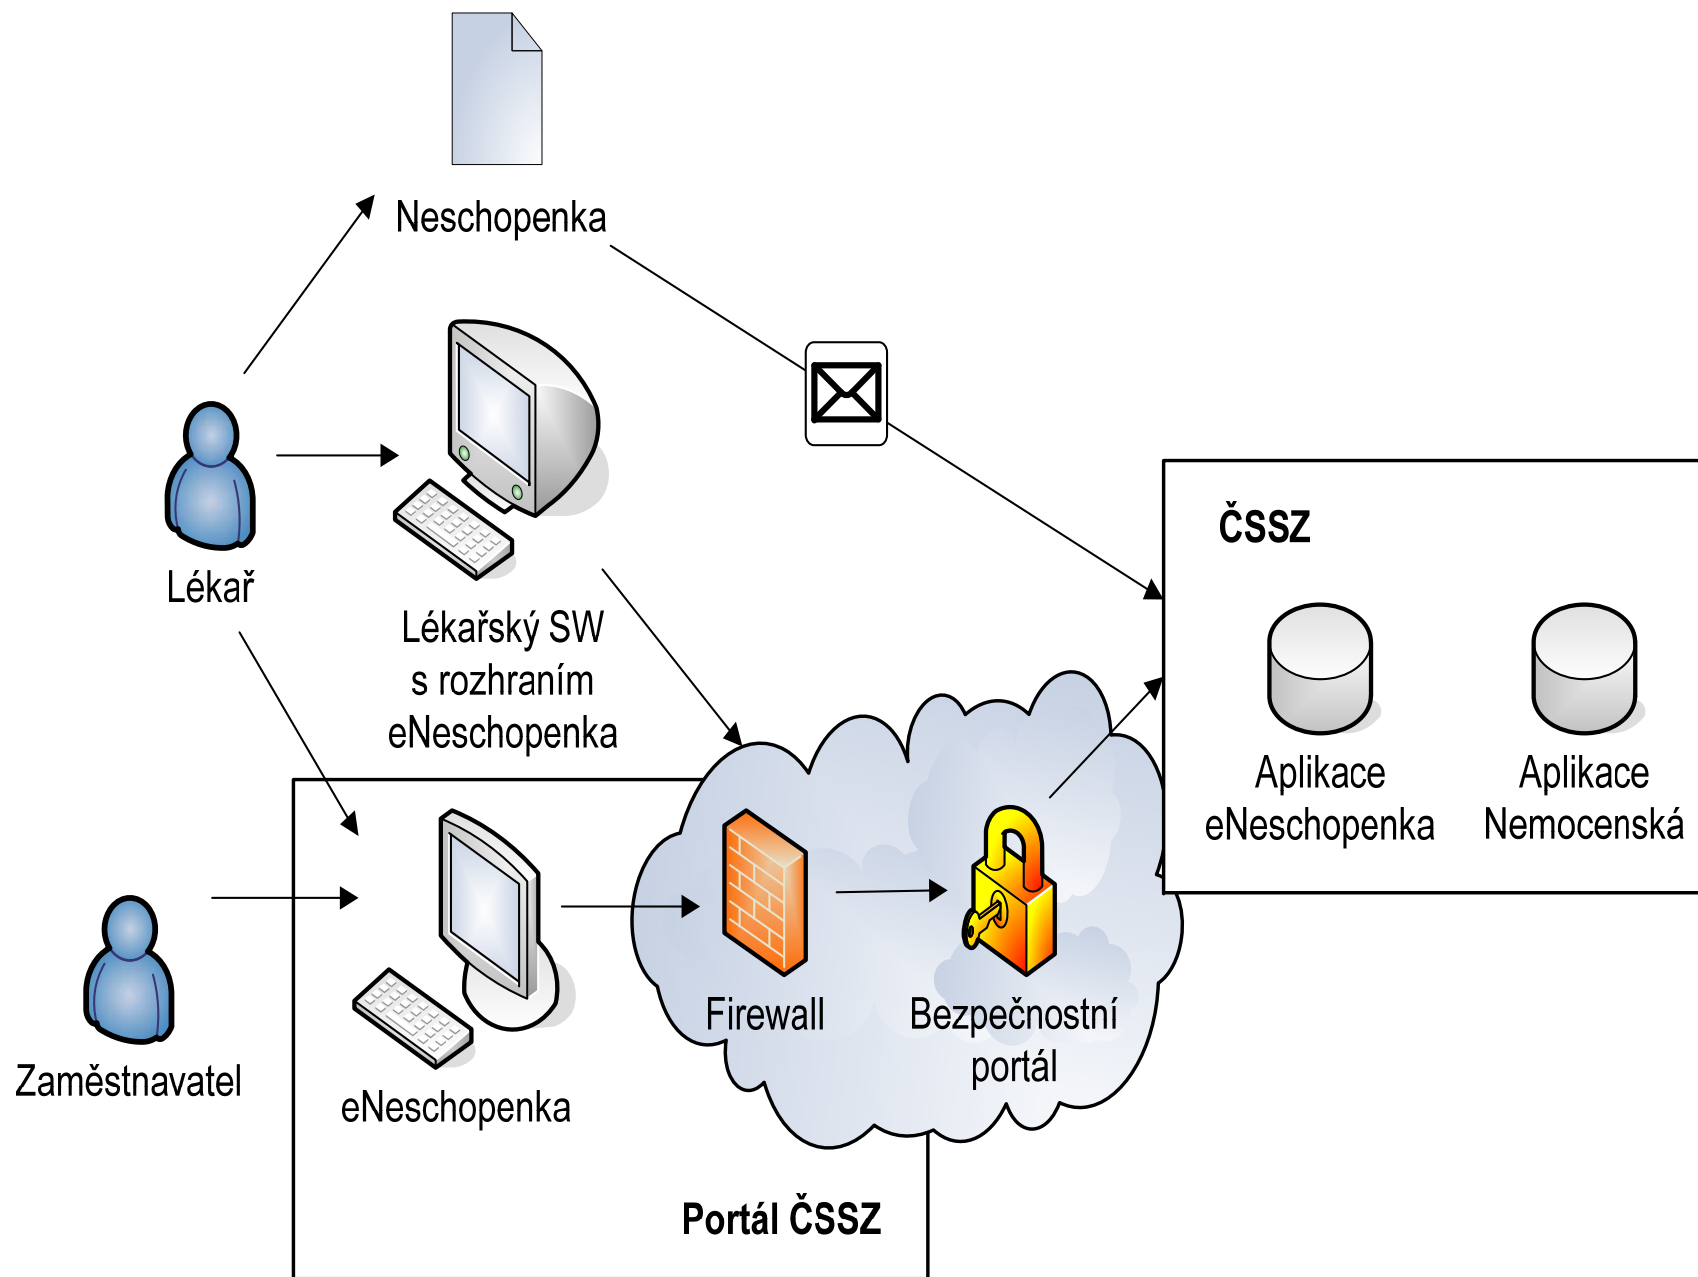 Neschopenka
Lékař
Lékařský SW
s rozhraním
eNeschopenka
ČSSZ
Aplikace
eNeschopenka
Aplikace
Nemocenská
Zaměstnavatel
eNeschopenka
Firewall
Bezpečnostní
portál
Portál ČSSZ